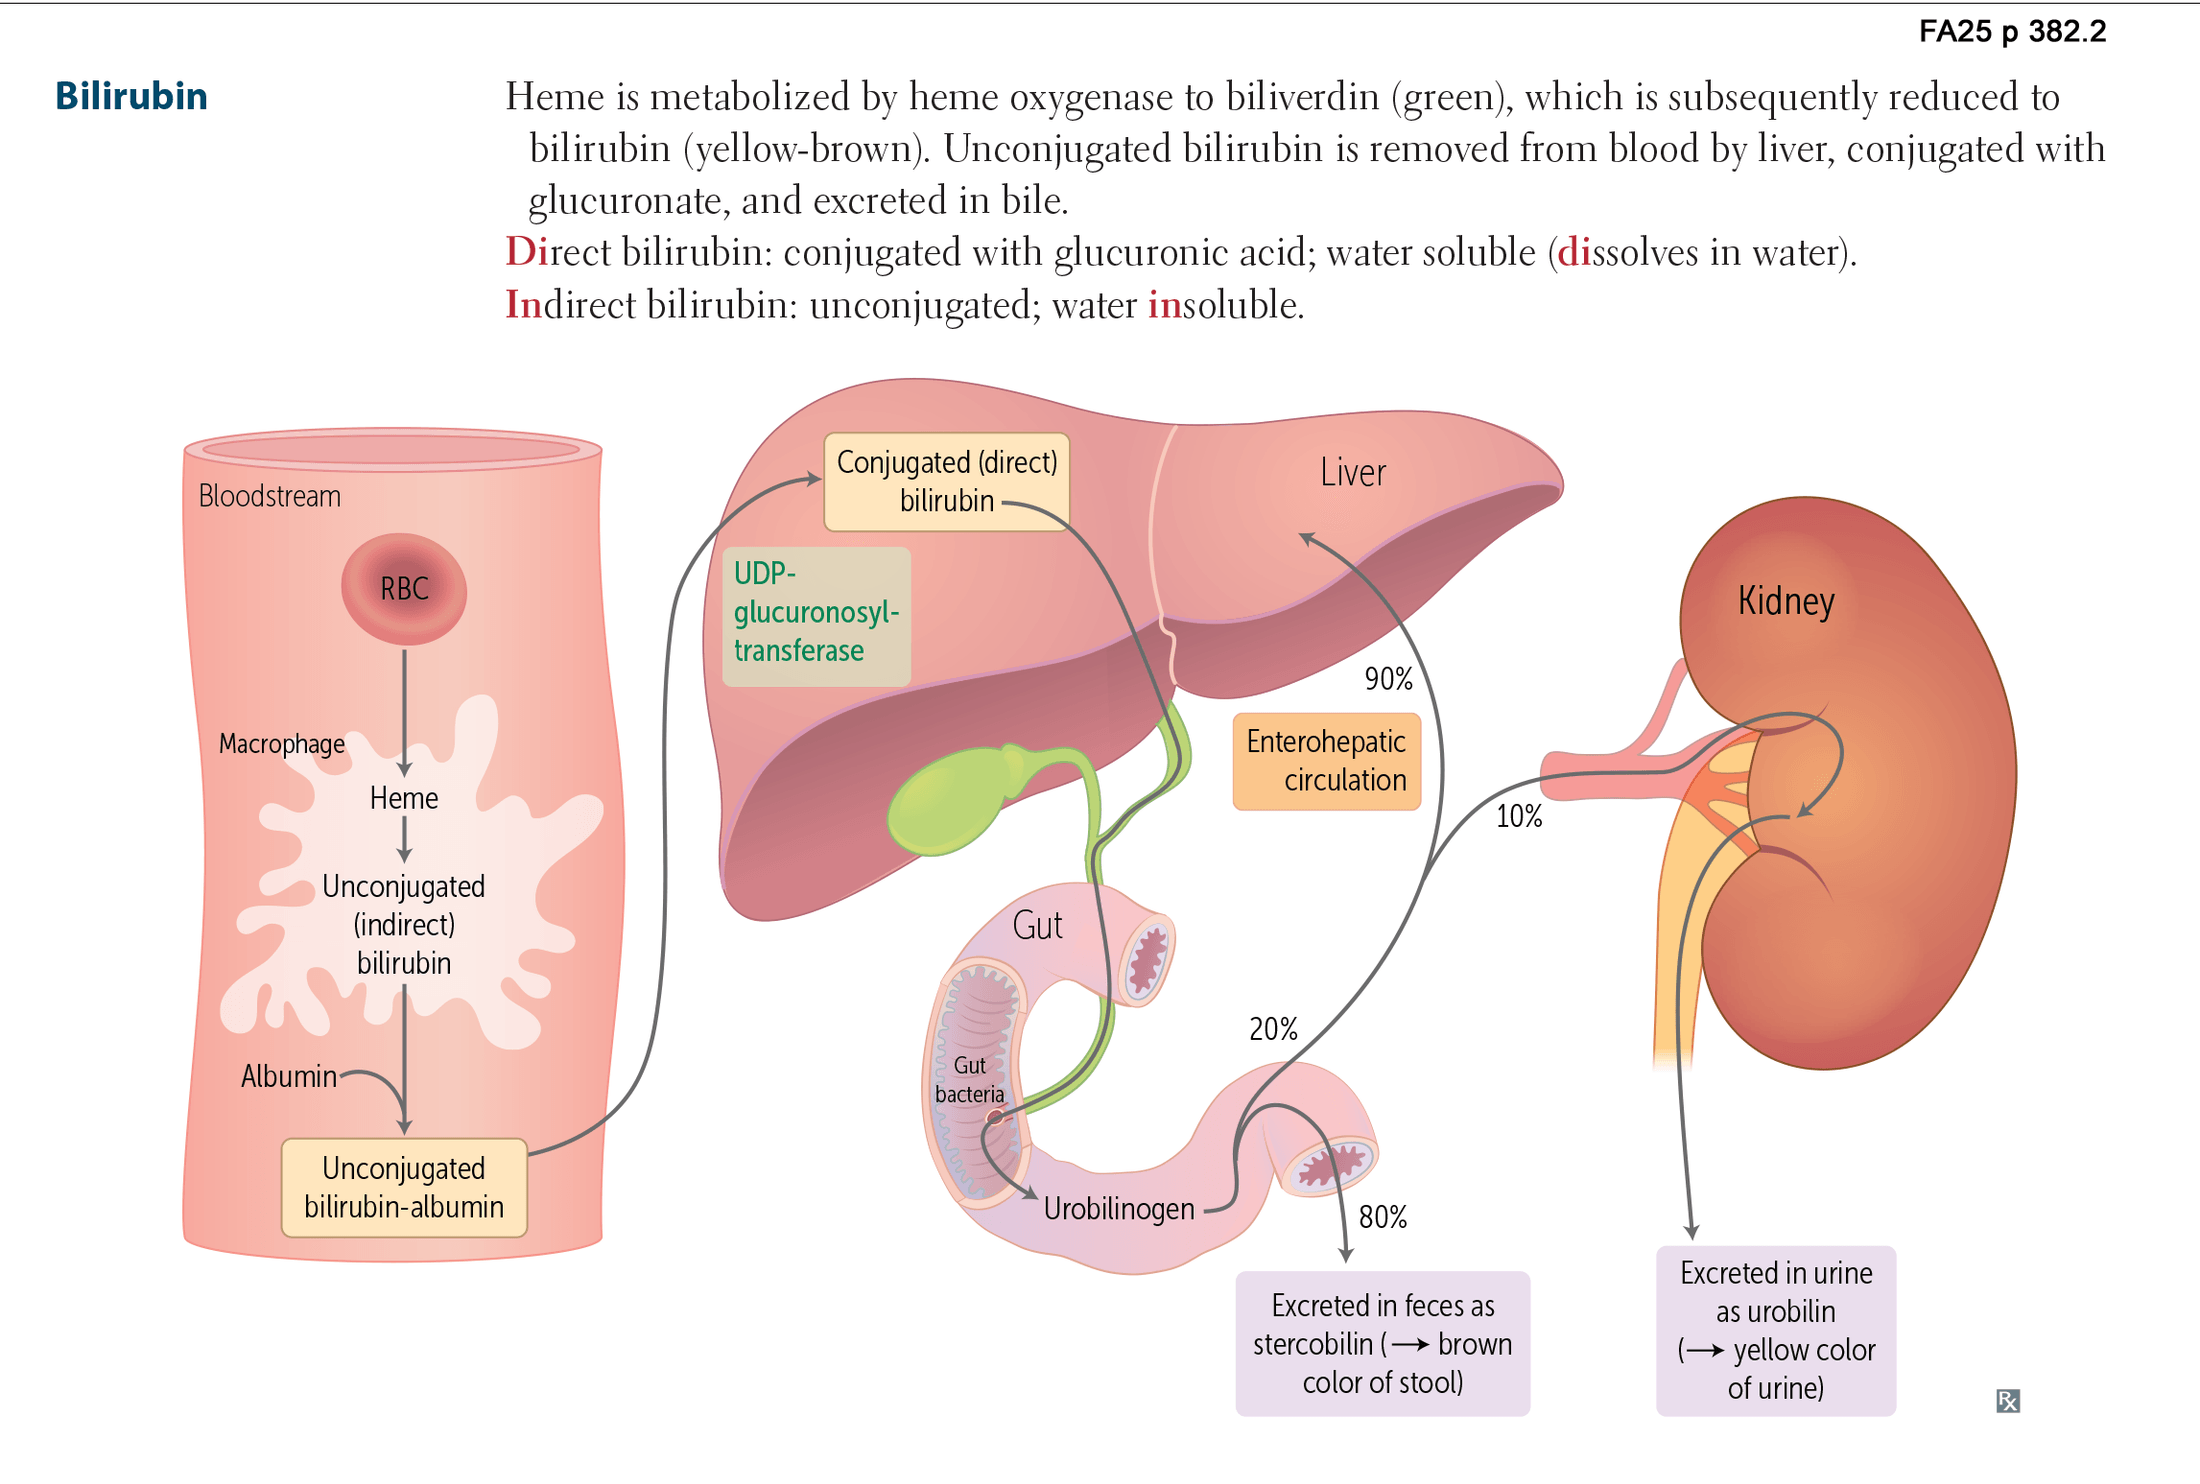 FA25 p 382.2
Bilirubin
Heme is metabolized by heme oxygenase to biliverdin (green), which is subsequently reduced to
bilirubin (yellow-brown). Unconjugated bilirubin is removed from blood by liver, conjugated with
glucuronate, and excreted in bile.
Direct bilirubin: conjugated with glucuronic acid; water soluble (dissolves in water).
Indirect bilirubin: unconjugated; water insoluble.
Bloodstream
RBC
Macrophage
Heme
Unconjugated
(indirect)
bilirubin
Albumin
Unconjugated
bilirubin-albumin
Conjugated (direct)
bilirubin
UDP-
glucuronosyl-
transferase
Liver
90%
Enterohepatic
circulation
Kidney
10%
Gut
Gut
bacteria
20%
Urobilinogen
80%
Excreted in feces as
stercobilin (→ brown
color of stool)
Excreted in urine
as urobilin
(→ yellow color
of urine)
Rx